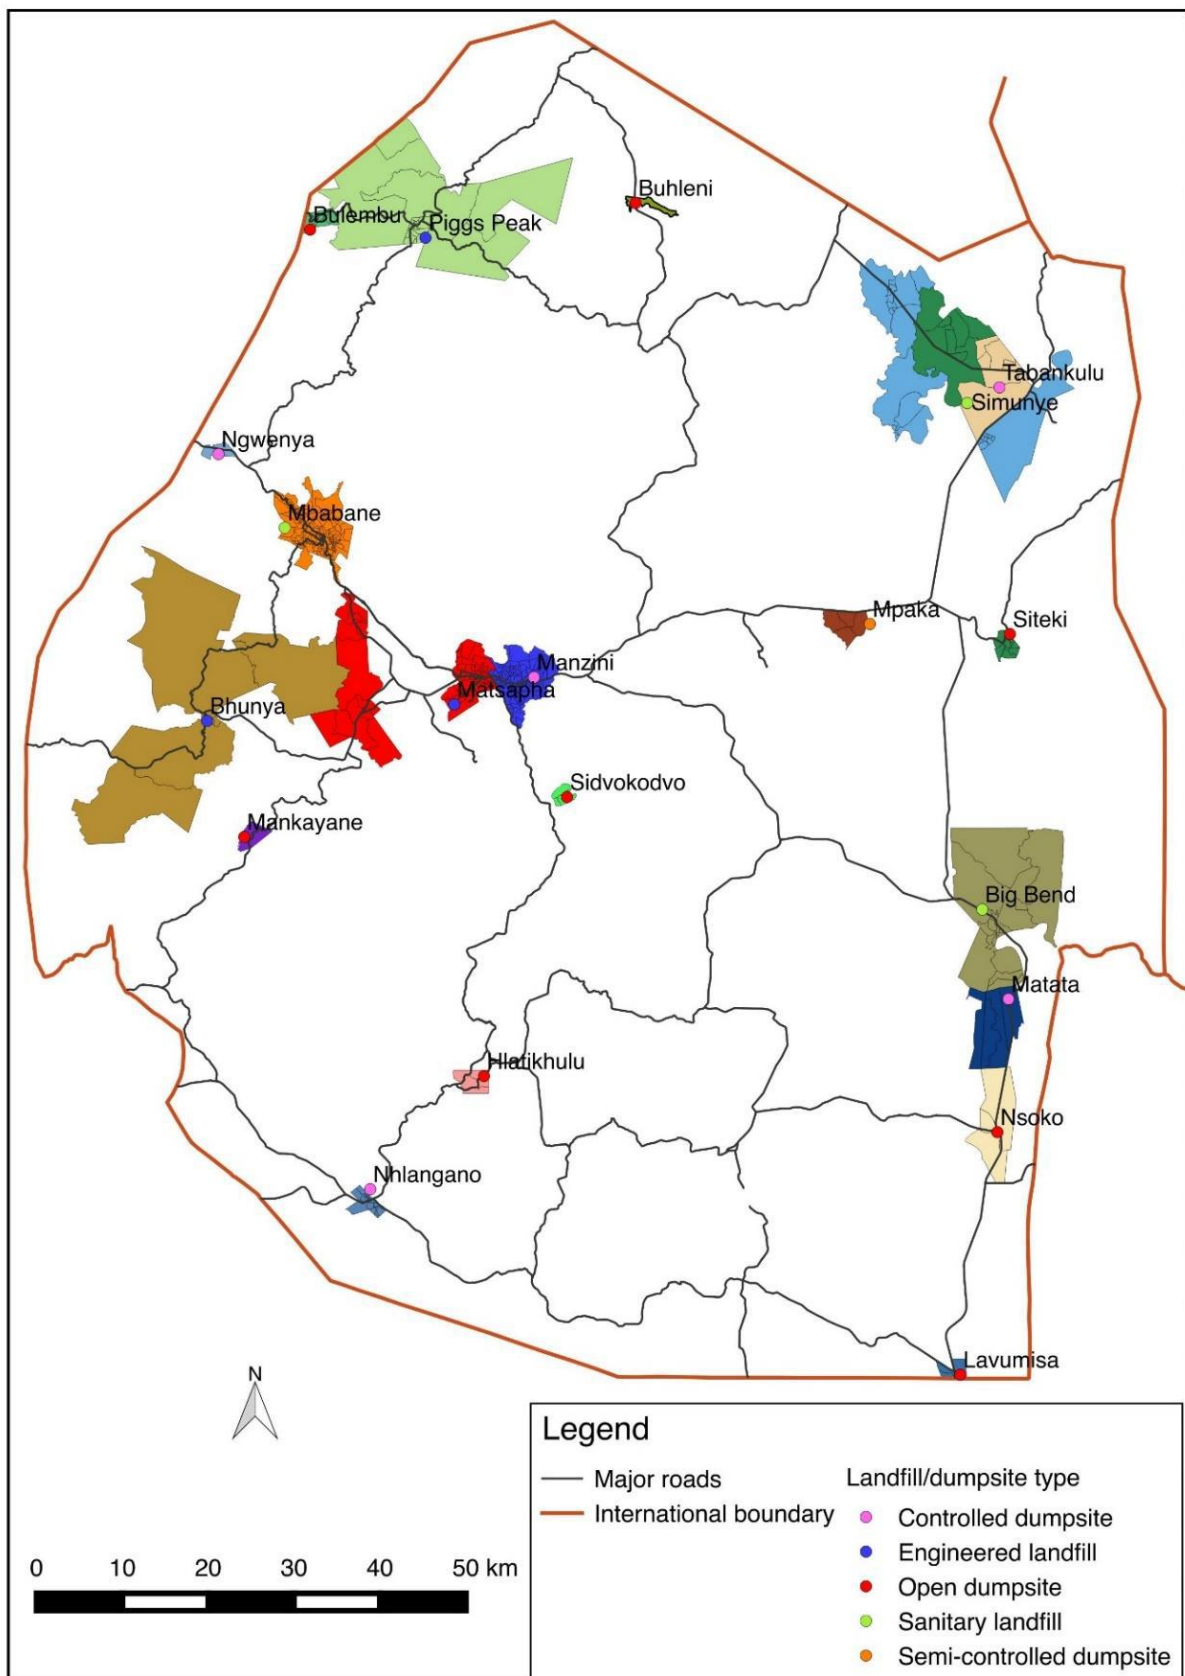 Buhleni
Bulembu
Piggs Peak
Tabankulu
Simunye
Ngwenya
Mbabane
Mpaka
Siteki
Manzini
Matsapha
Bhunya
Sidvokodvo
Mankayane
Big Bend
Matata
Hlatikhulu
Nsoko
Nhlangano
Lavumisa
N
Legend
Major roads
International boundary
Landfill/dumpsite type
Controlled dumpsite
Engineered landfill
Open dumpsite
Sanitary landfill
Semi-controlled dumpsite
0 10 20 30 40 50 km